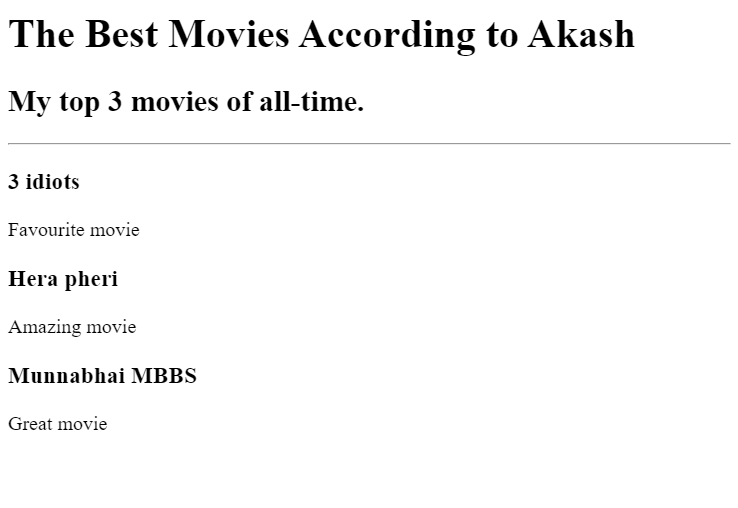 The Best Movies According to Akash
My top 3 movies of all-time.
3 idiots
Favourite movie
Hera pheri
Amazing movie
Munnabhai MBBS
Great movie